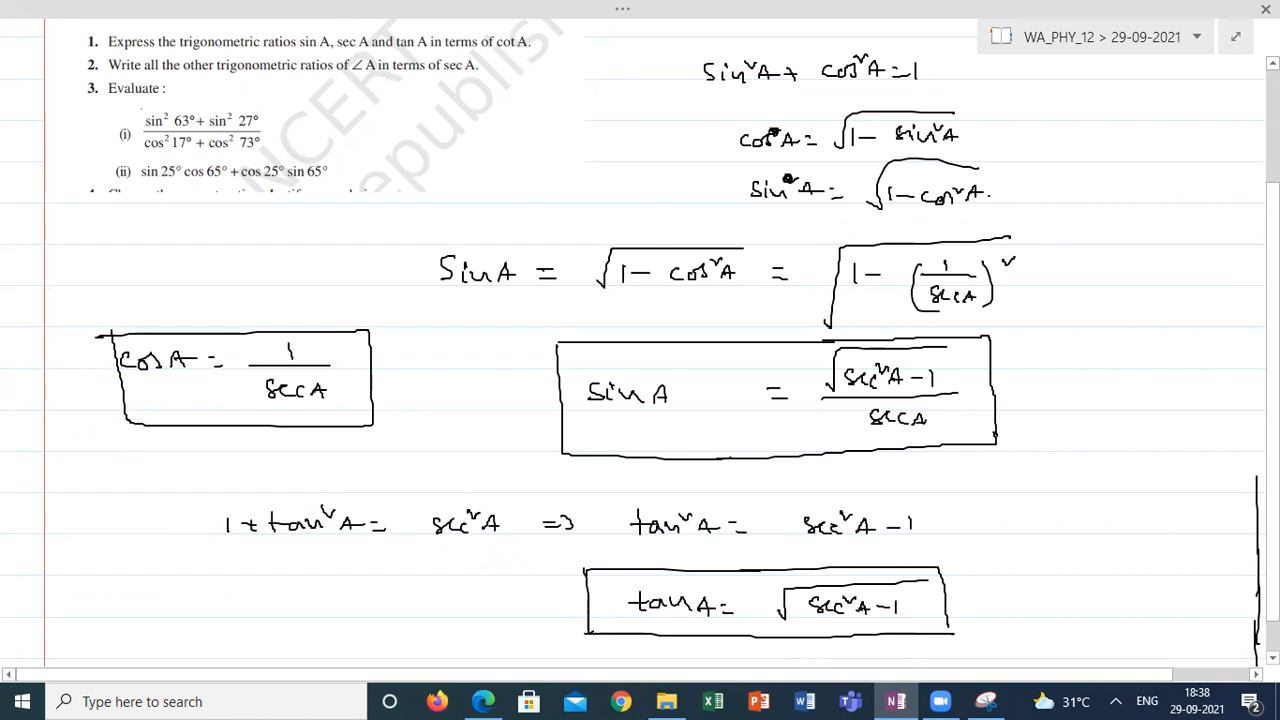 WA_PHY_12 > 29-09-2021
1. Express the trigonometric ratios sin A, sec A and tan A in terms of cot A.
2. Write all the other trigonometric ratios of ∠ A in terms of sec A.
3. Evaluate :
(i) (sin² 63° + sin² 27°) / (cos² 17° + cos² 73°)
(ii) sin 25° cos 65° + cos 25° sin 65°
NCERT
republis
sin²A + cos²A = 1
cos A = √(1 - sin²A)
sin A = √(1 - cos²A).
Sin A = √(1 - cos²A) = √(1 - (1/sec A)²)
cos A = 1/sec A
sin A = √(sec²A - 1)/sec A
1 + tan²A = sec²A => tan²A = sec²A - 1
tan A = √(sec²A - 1)
Type here to search
31°C
ENG
18:38
29-09-2021
2